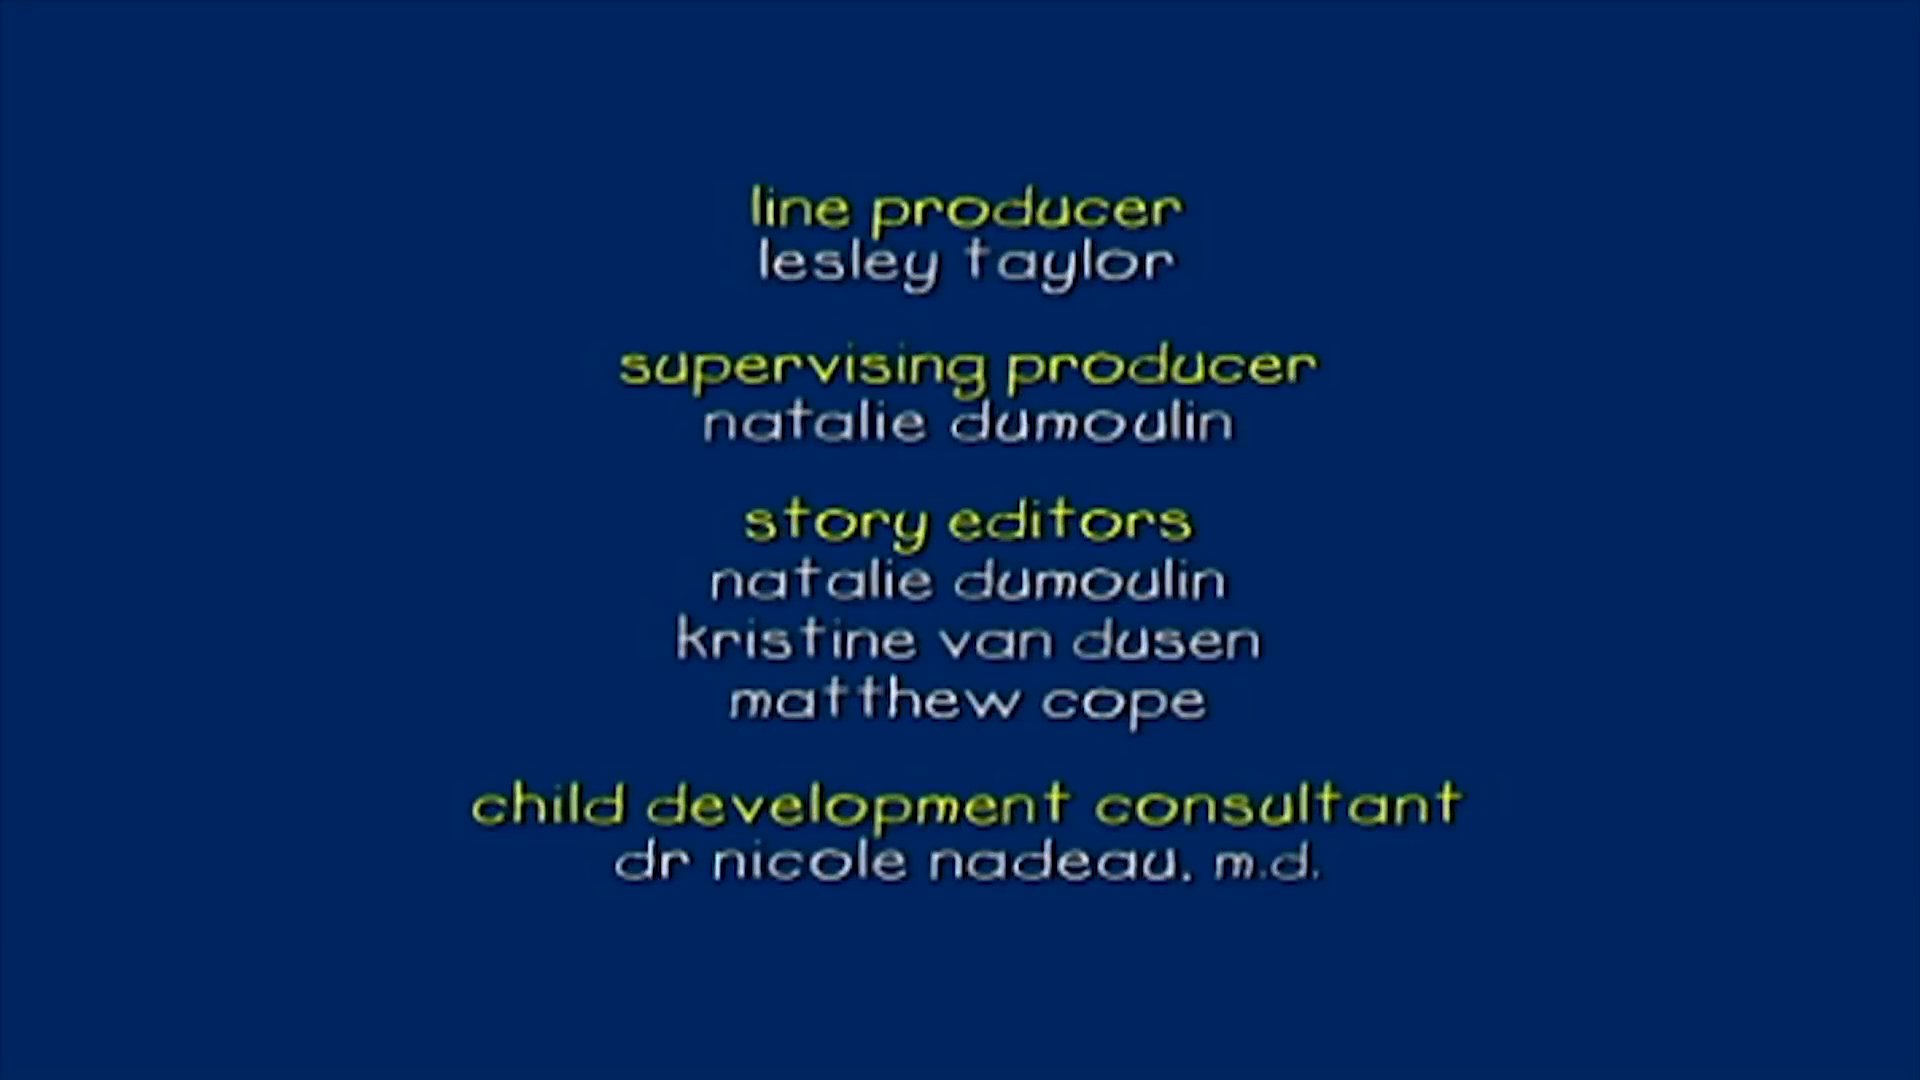 line producer
lesley taylor
supervising producer
natalie dumoulin
story editors
natalie dumoulin
kristine van dusen
matthew cope
child development consultant
dr nicole nadeau, m.d.